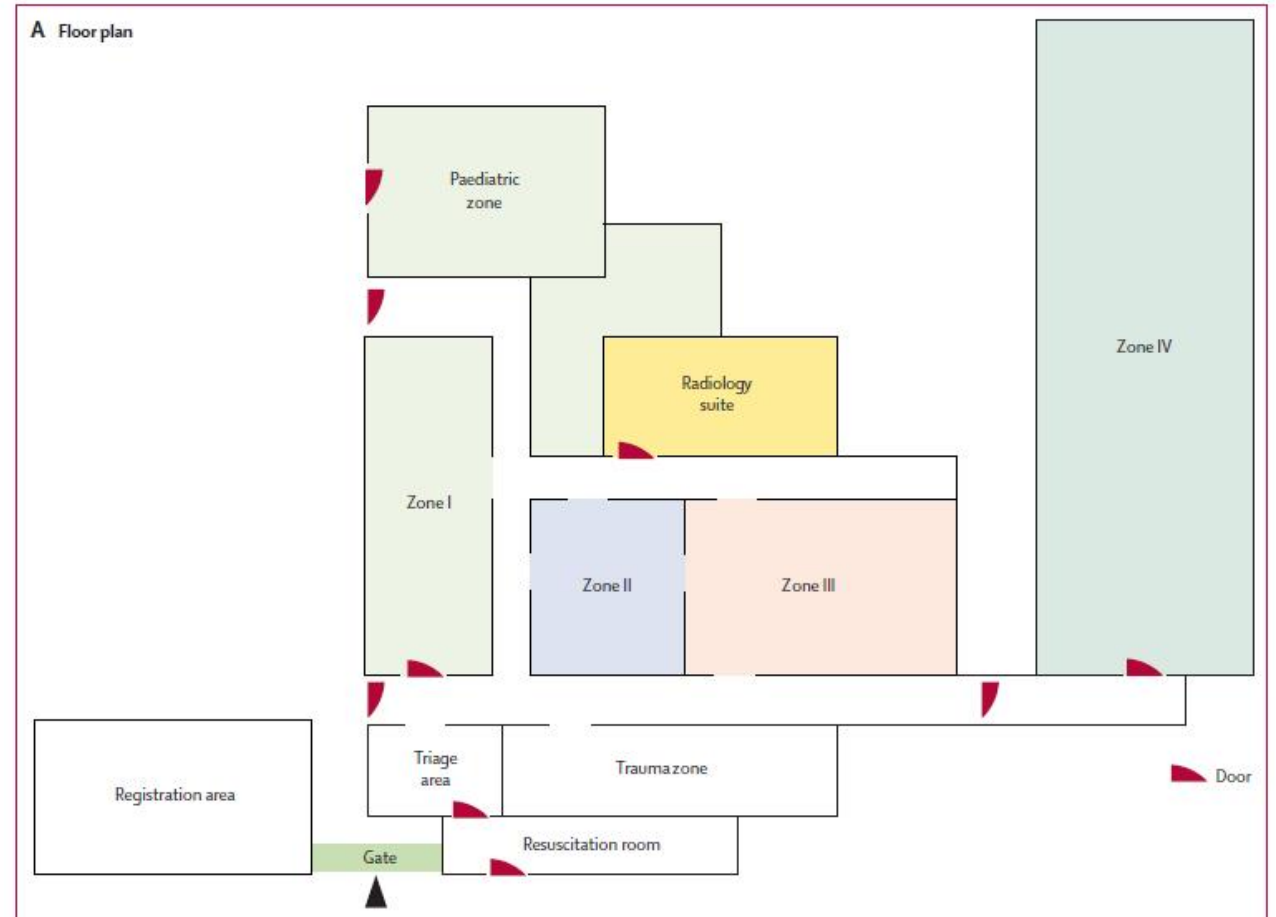 A Floor plan
Paediatric
zone
Zone IV
Radiology
suite
Zone I
Zone II
Zone III
Triage
area
Trauma zone
Door
Registration area
Resuscitation room
Gate